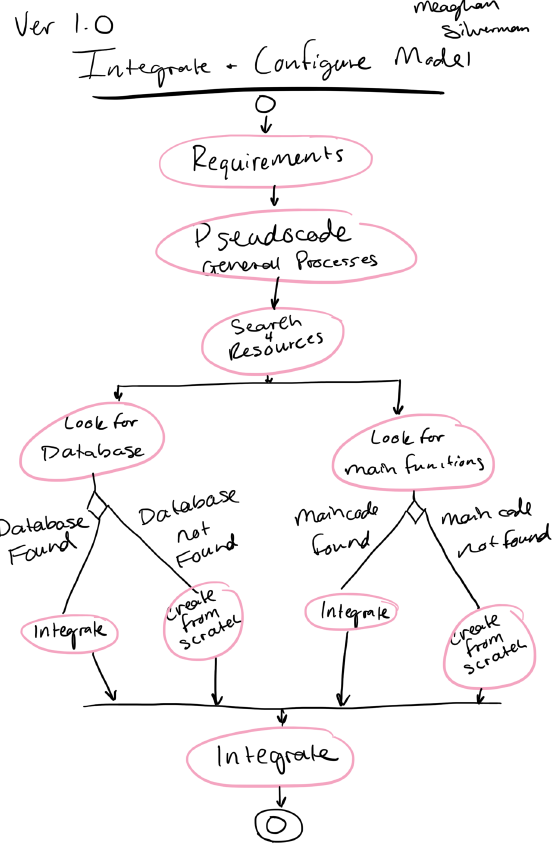 Ver 1.0
Meaghan
Silverman
Integrate + Configure Model
Requirements
Pseudocode
General Processes
Search
4
Resources
Look for
Database
Look for
main functions
Database
Found
Database
not
Found
maincode
found
main code
not found
Integrate
create
from
scratch
Integrate
create
from
scratch
Integrate